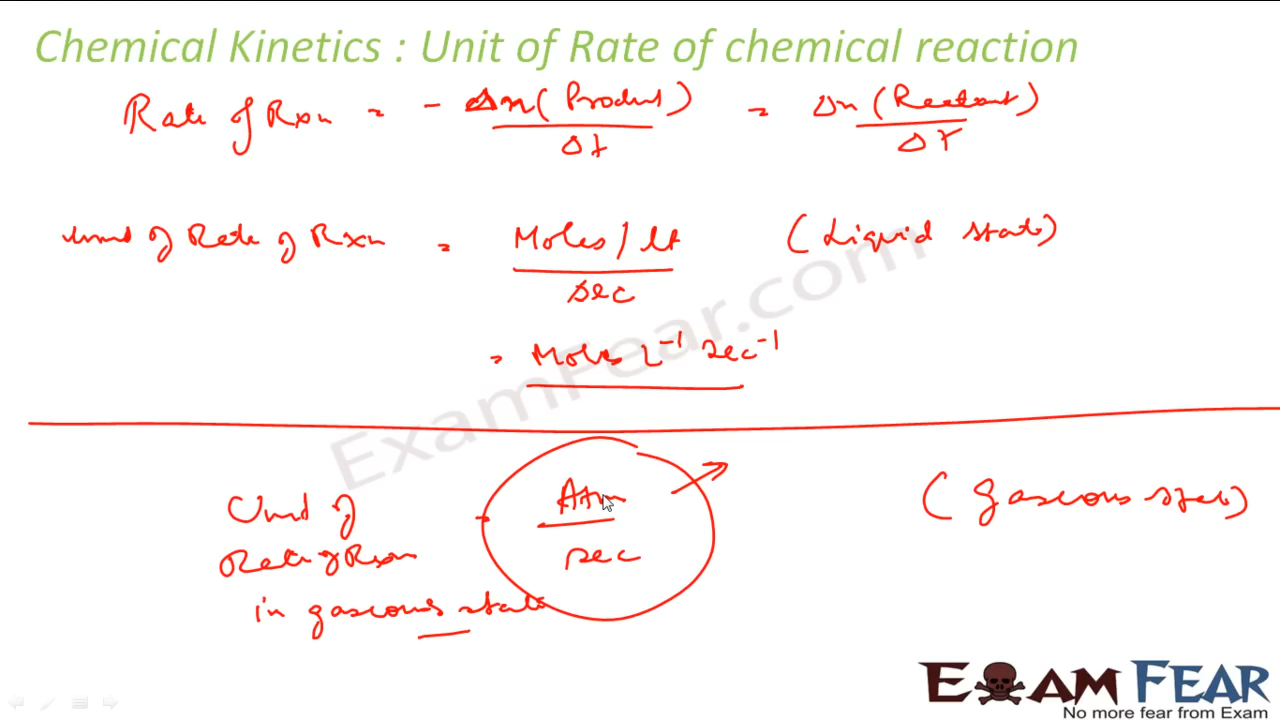 Chemical Kinetics : Unit of Rate of chemical reaction
Rate of Rxn = - Δn (Product) / Δt = Δn (Reactant) / Δt
Unit of Rate of Rxn = Moles / lt / sec (Liquid state)
= Moles L⁻¹ sec⁻¹
ExamFear.com
Unit of Rate of Rxn in gaseous state = Atm / sec (gaseous state)
EXAM FEAR
No more fear from Exam